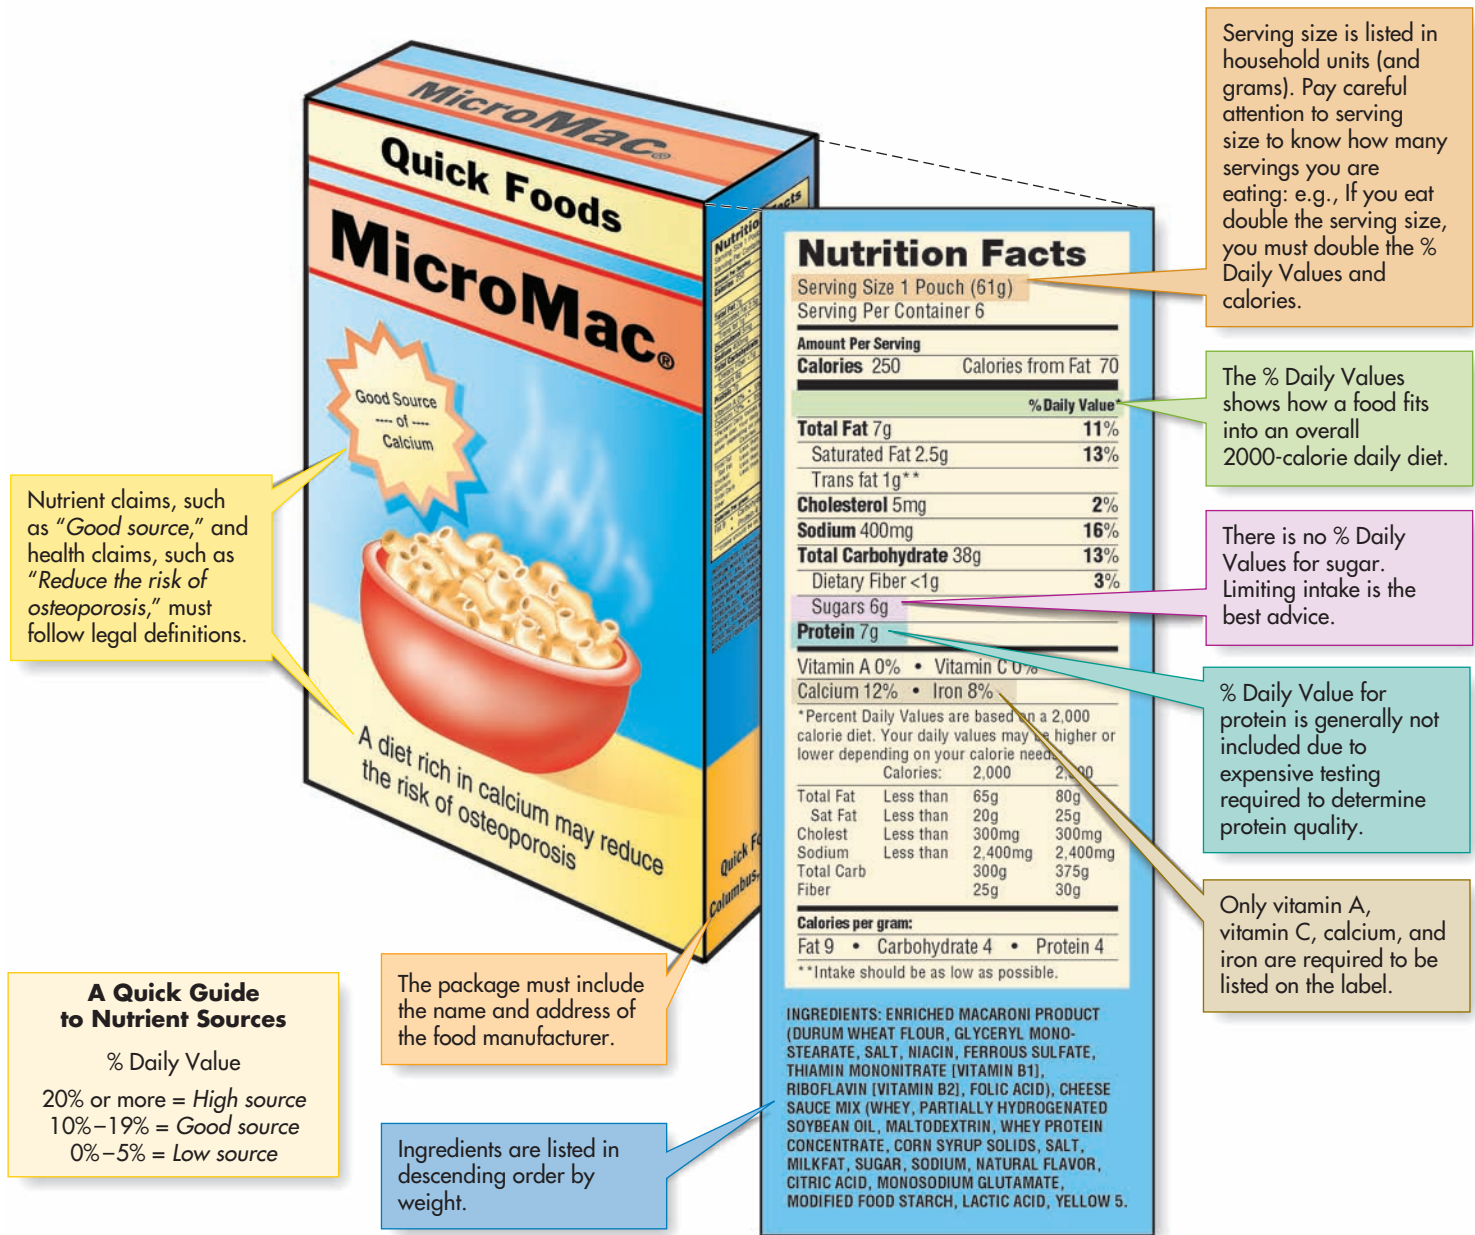 MicroMac®
Quick Foods
MicroMac®
Good Source
---- of ----
Calcium
A diet rich in calcium may reduce
the risk of osteoporosis
Quick
Columbus,
Nutrient claims, such
as “Good source,” and
health claims, such as
“Reduce the risk of
osteoporosis,” must
follow legal definitions.
A Quick Guide
to Nutrient Sources
% Daily Value
20% or more = High source
10%–19% = Good source
0%–5% = Low source
The package must include
the name and address of
the food manufacturer.
Ingredients are listed in
descending order by
weight.
Nutrition Facts
Serving Size 1 Pouch (61g)
Serving Per Container 6
Amount Per Serving
Calories 250 Calories from Fat 70
% Daily Value*
Total Fat 7g 11%
Saturated Fat 2.5g 13%
Trans fat 1g**
Cholesterol 5mg 2%
Sodium 400mg 16%
Total Carbohydrate 38g 13%
Dietary Fiber <1g 3%
Sugars 6g
Protein 7g
Vitamin A 0% • Vitamin C 0%
Calcium 12% • Iron 8%
*Percent Daily Values are based on a 2,000
calorie diet. Your daily values may be higher or
lower depending on your calorie needs.
Calories: 2,000
Total Fat Less than 65g 80g
Sat Fat Less than 20g 25g
Cholest Less than 300mg 300mg
Sodium Less than 2,400mg 2,400mg
Total Carb 300g 375g
Fiber 25g 30g
Calories per gram:
Fat 9 • Carbohydrate 4 • Protein 4
**Intake should be as low as possible.
INGREDIENTS: ENRICHED MACARONI PRODUCT
(DURUM WHEAT FLOUR, GLYCERYL MONO-
STEARATE, SALT, NIACIN, FERROUS SULFATE,
THIAMIN MONONITRATE [VITAMIN B1],
RIBOFLAVIN [VITAMIN B2], FOLIC ACID), CHEESE
SAUCE MIX (WHEY, PARTIALLY HYDROGENATED
SOYBEAN OIL, MALTODEXTRIN, WHEY PROTEIN
CONCENTRATE, CORN SYRUP SOLIDS, SALT,
MILKFAT, SUGAR, SODIUM, NATURAL FLAVOR,
CITRIC ACID, MONOSODIUM GLUTAMATE,
MODIFIED FOOD STARCH, LACTIC ACID, YELLOW 5.
Serving size is listed in
household units (and
grams). Pay careful
attention to serving
size to know how many
servings you are
eating: e.g., If you eat
double the serving size,
you must double the %
Daily Values and
calories.
The % Daily Values
shows how a food fits
into an overall
2000-calorie daily diet.
There is no % Daily
Values for sugar.
Limiting intake is the
best advice.
% Daily Value for
protein is generally not
included due to
expensive testing
required to determine
protein quality.
Only vitamin A,
vitamin C, calcium, and
iron are required to be
listed on the label.